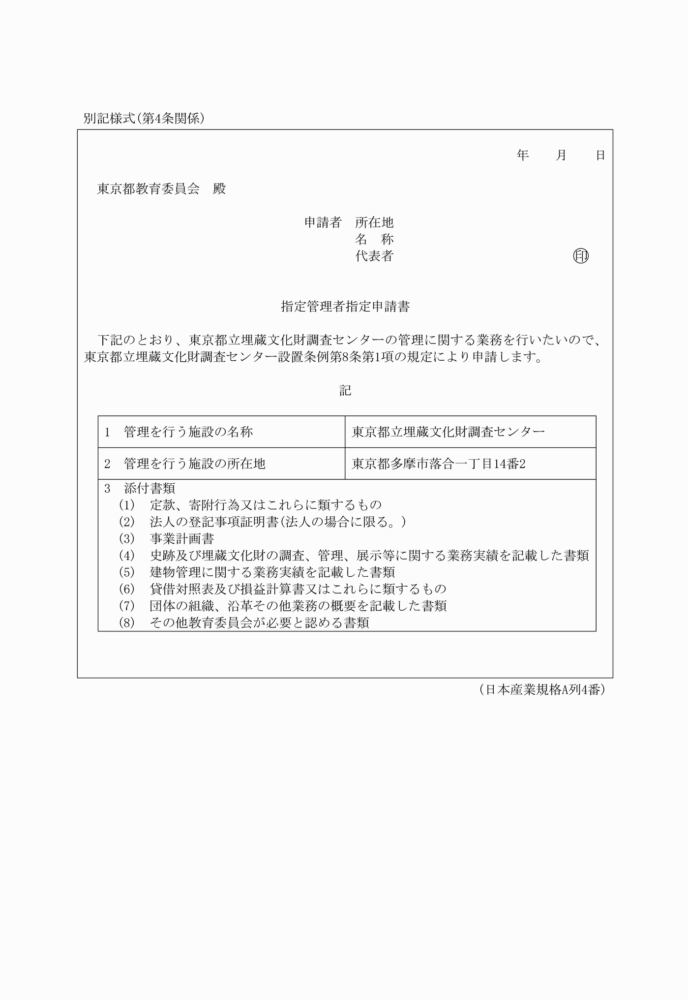 別記様式(第4条関係)
年　　月　　日
東京都教育委員会　殿
申請者　所在地
名　称
代表者　　　　　　　　　　　　　　㊞
指定管理者指定申請書
下記のとおり、東京都立埋蔵文化財調査センターの管理に関する業務を行いたいので、
東京都立埋蔵文化財調査センター設置条例第8条第1項の規定により申請します。
記
1　管理を行う施設の名称　東京都立埋蔵文化財調査センター
2　管理を行う施設の所在地　東京都多摩市落合一丁目14番2
3　添付書類
(1)　定款、寄附行為又はこれらに類するもの
(2)　法人の登記事項証明書(法人の場合に限る。)
(3)　事業計画書
(4)　史跡及び埋蔵文化財の調査、管理、展示等に関する業務実績を記載した書類
(5)　建物管理に関する業務実績を記載した書類
(6)　貸借対照表及び損益計算書又はこれらに類するもの
(7)　団体の組織、沿革その他業務の概要を記載した書類
(8)　その他教育委員会が必要と認める書類
(日本産業規格A列4番)